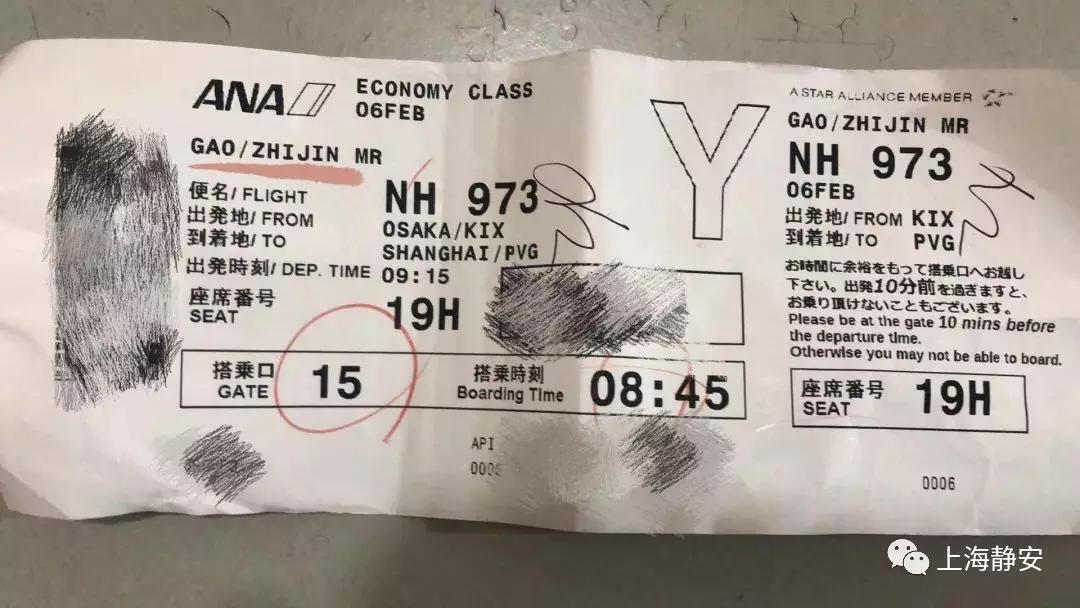 ANA
ECONOMY CLASS
06FEB
GAO/ZHIJIN MR
便名/ FLIGHT NH 973
出発地/ FROM OSAKA/KIX
到着地/ TO SHANGHAI/PVG
出発時刻/ DEP. TIME 09:15
座席番号
SEAT 19H
搭乗口
GATE 15
搭乗時刻
Boarding Time 08:45
API
Y
A STAR ALLIANCE MEMBER
GAO/ZHIJIN MR
NH 973
06FEB
出発地/ FROM KIX
到着地/ TO PVG
お時間に余裕をもって搭乗口へお越し
下さい。出発10分前を過ぎますと、
お乗り頂けないこともございます。
Please be at the gate 10 mins before
the departure time.
Otherwise you may not be able to board.
座席番号
SEAT 19H
0006
上海静安